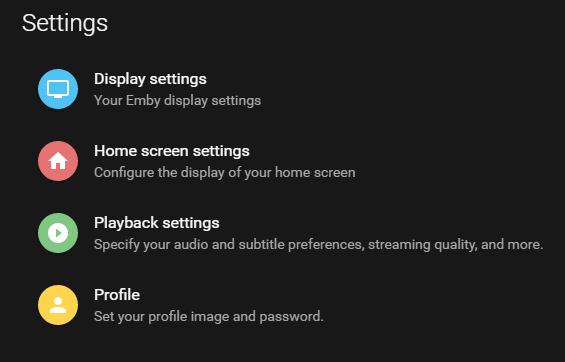 Settings
Display settings
Your Emby display settings
Home screen settings
Configure the display of your home screen
Playback settings
Specify your audio and subtitle preferences, streaming quality, and more.
Profile
Set your profile image and password.